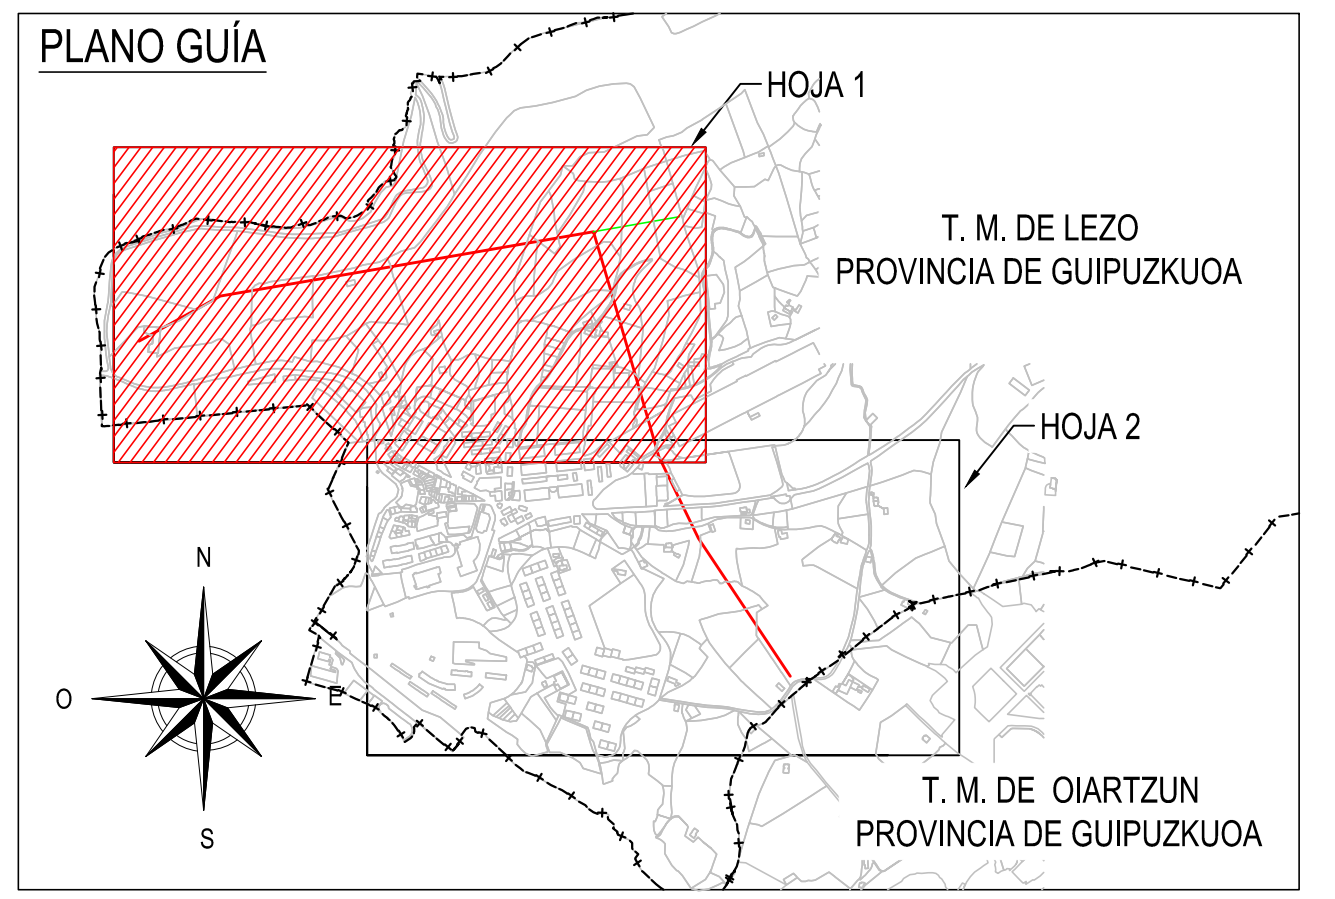 PLANO GUÍA
HOJA 1
T. M. DE LEZO
PROVINCIA DE GUIPUZKUOA
HOJA 2
N
O
E
S
T. M. DE  OIARTZUN
PROVINCIA DE GUIPUZKUOA